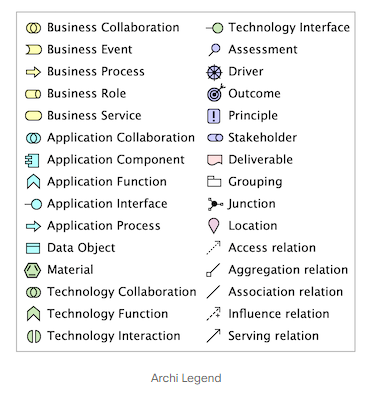 Business Collaboration
Business Event
Business Process
Business Role
Business Service
Application Collaboration
Application Component
Application Function
Application Interface
Application Process
Data Object
Material
Technology Collaboration
Technology Function
Technology Interaction
Technology Interface
Assessment
Driver
Outcome
Principle
Stakeholder
Deliverable
Grouping
Junction
Location
Access relation
Aggregation relation
Association relation
Influence relation
Serving relation
Archi Legend